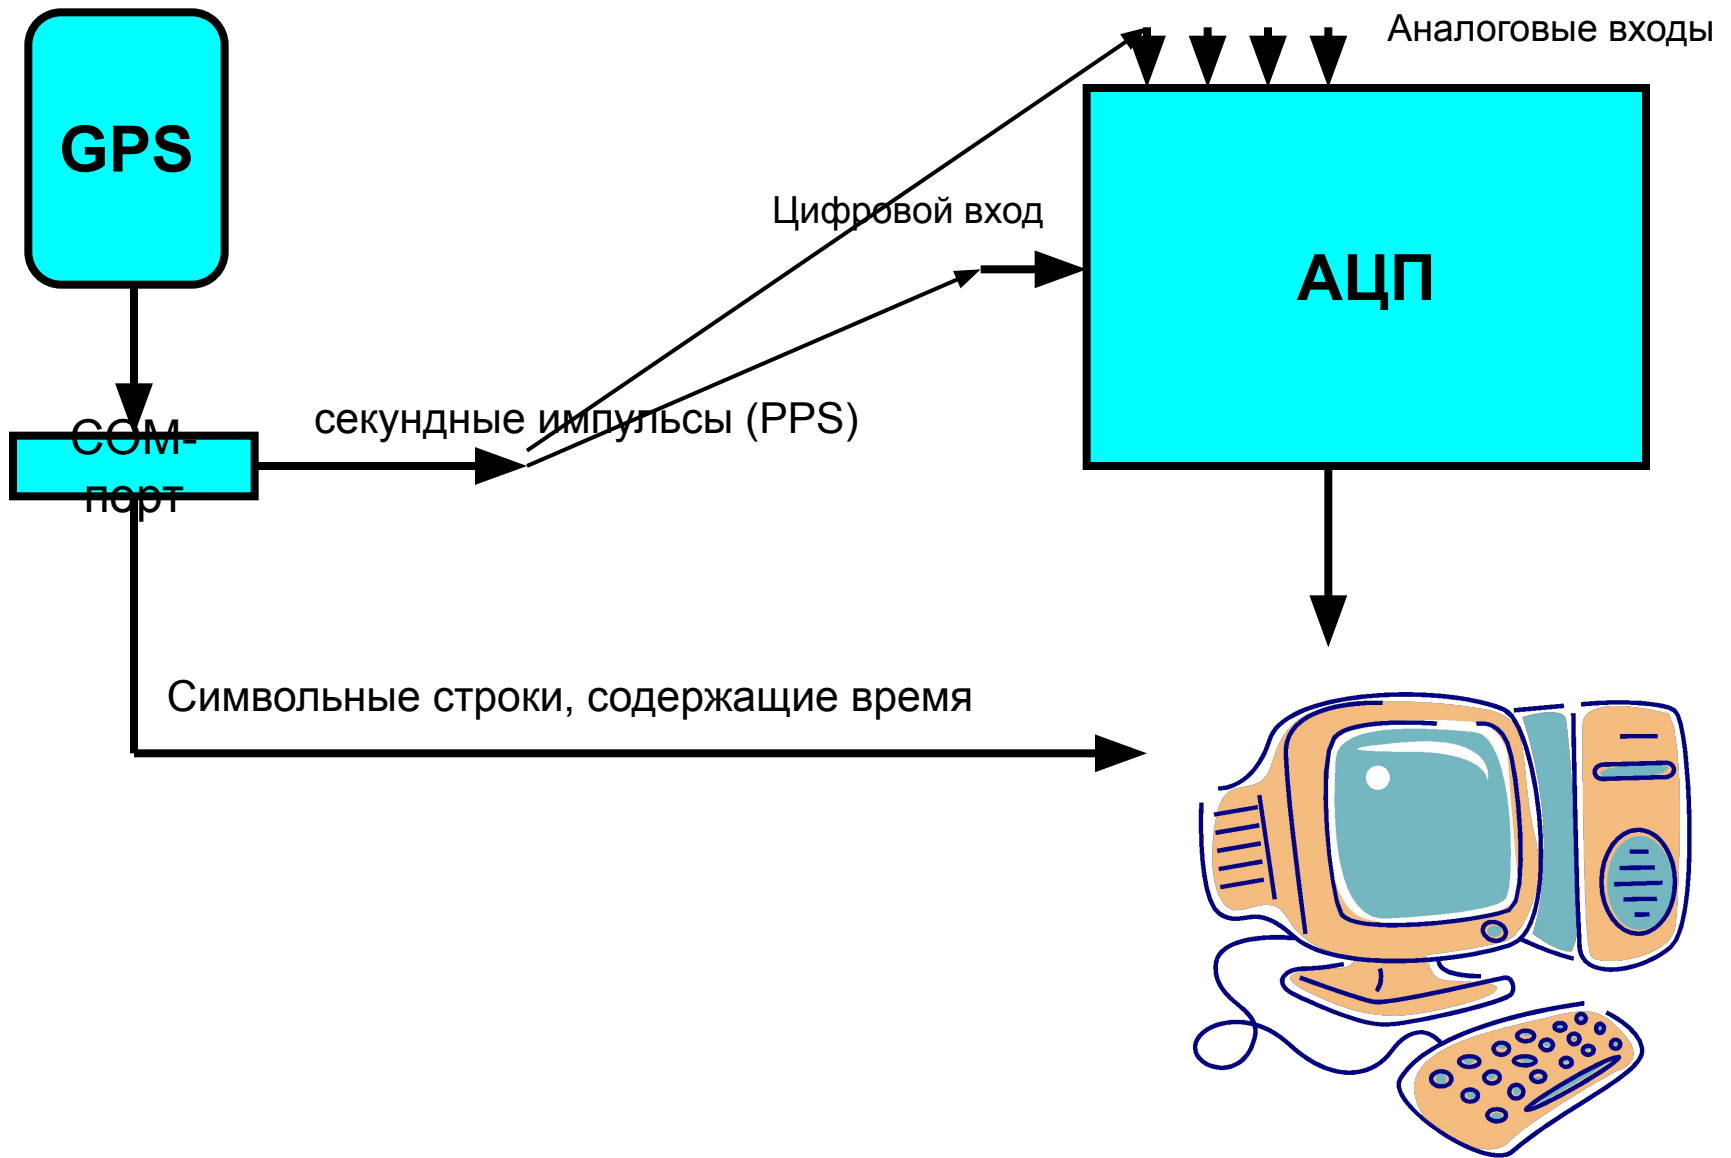 Аналоговые входы
GPS
Цифровой вход
АЦП
секундные импульсы (PPS)
COM-
порт
Символьные строки, содержащие время